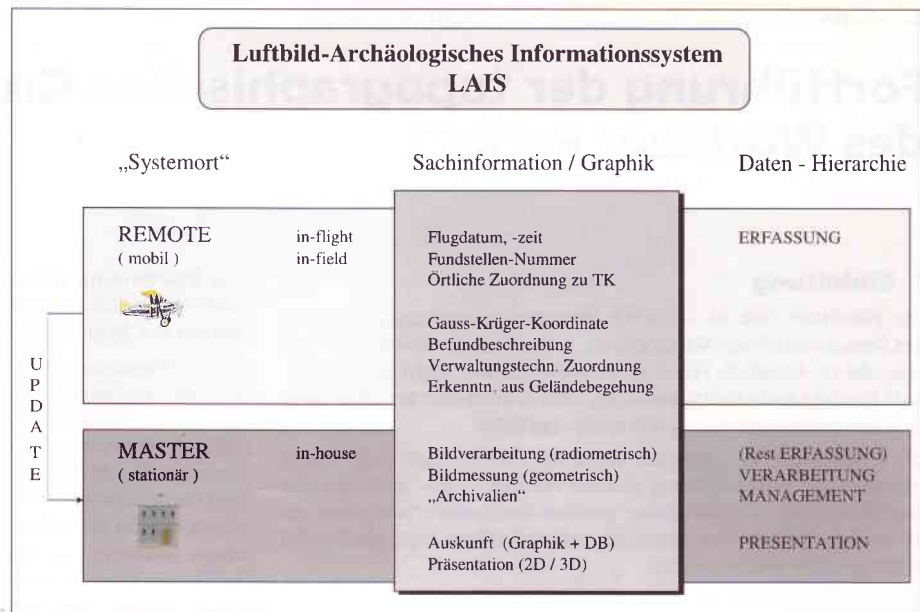 Luftbild-Archäologisches Informationssystem
LAIS
„Systemort“
Sachinformation / Graphik
Daten - Hierarchie
REMOTE
( mobil )
in-flight
in-field
Flugdatum, -zeit
Fundstellen-Nummer
Örtliche Zuordnung zu TK
Gauss-Krüger-Koordinate
Befundbeschreibung
Verwaltungstechn. Zuordnung
Erkenntn. aus Geländebegehung
ERFASSUNG
UPDATE
MASTER
( stationär )
in-house
Bildverarbeitung (radiometrisch)
Bildmessung (geometrisch)
„Archivalien“
Auskunft (Graphik + DB)
Präsentation (2D / 3D)
(Rest ERFASSUNG)
VERARBEITUNG
MANAGEMENT
PRESENTATION